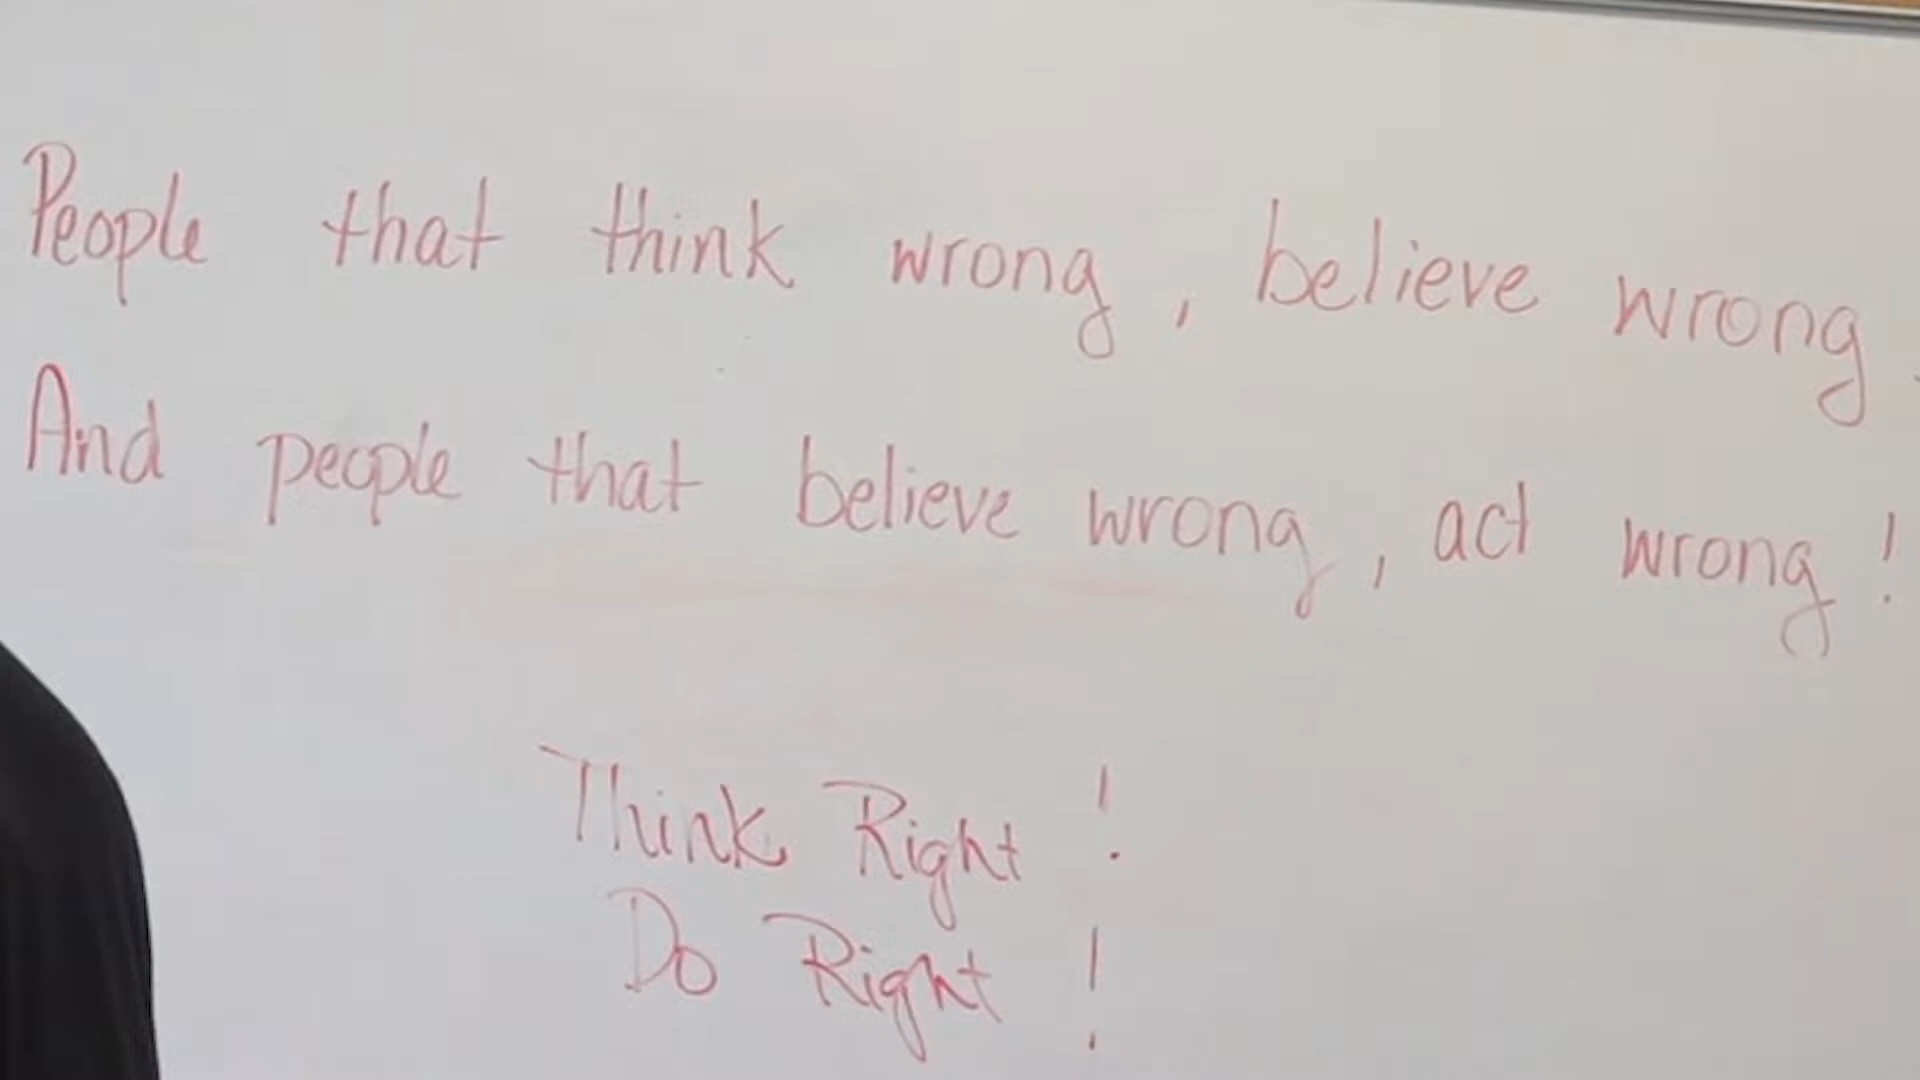 People that think wrong, believe wrong.
And people that believe wrong, act wrong!
Think Right!
Do Right!